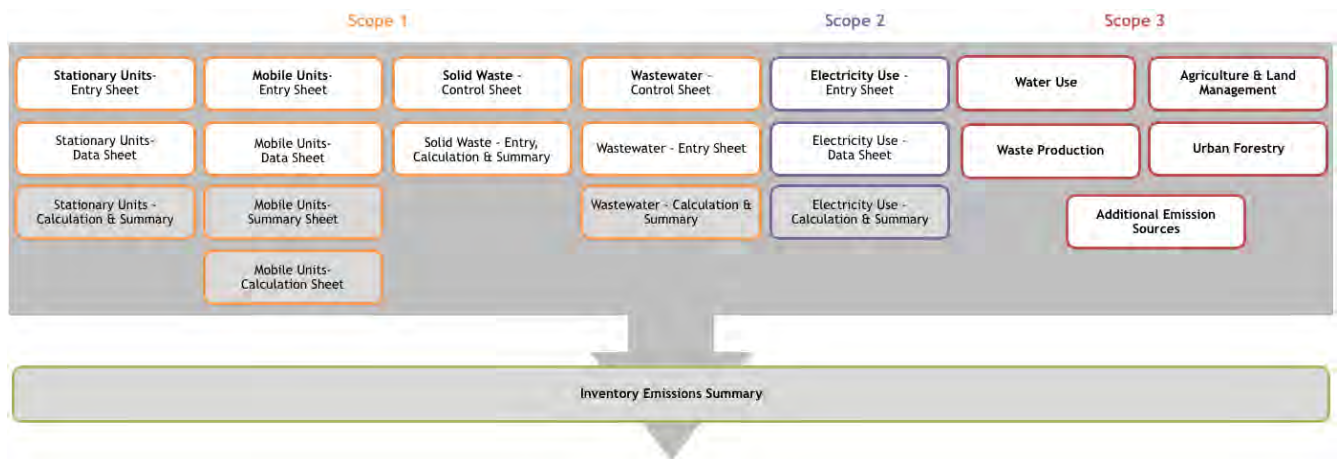 Scope 1
Scope 2
Scope 3
Stationary Units-
Entry Sheet
Mobile Units-
Entry Sheet
Solid Waste -
Control Sheet
Wastewater -
Control Sheet
Electricity Use -
Entry Sheet
Water Use
Agriculture & Land
Management
Stationary Units-
Data Sheet
Mobile Units-
Data Sheet
Solid Waste - Entry,
Calculation & Summary
Wastewater - Entry Sheet
Electricity Use -
Data Sheet
Waste Production
Urban Forestry
Stationary Units -
Calculation & Summary
Mobile Units-
Summary Sheet
Wastewater - Calculation &
Summary
Electricity Use -
Calculation & Summary
Additional Emission
Sources
Mobile Units-
Calculation Sheet
Inventory Emissions Summary